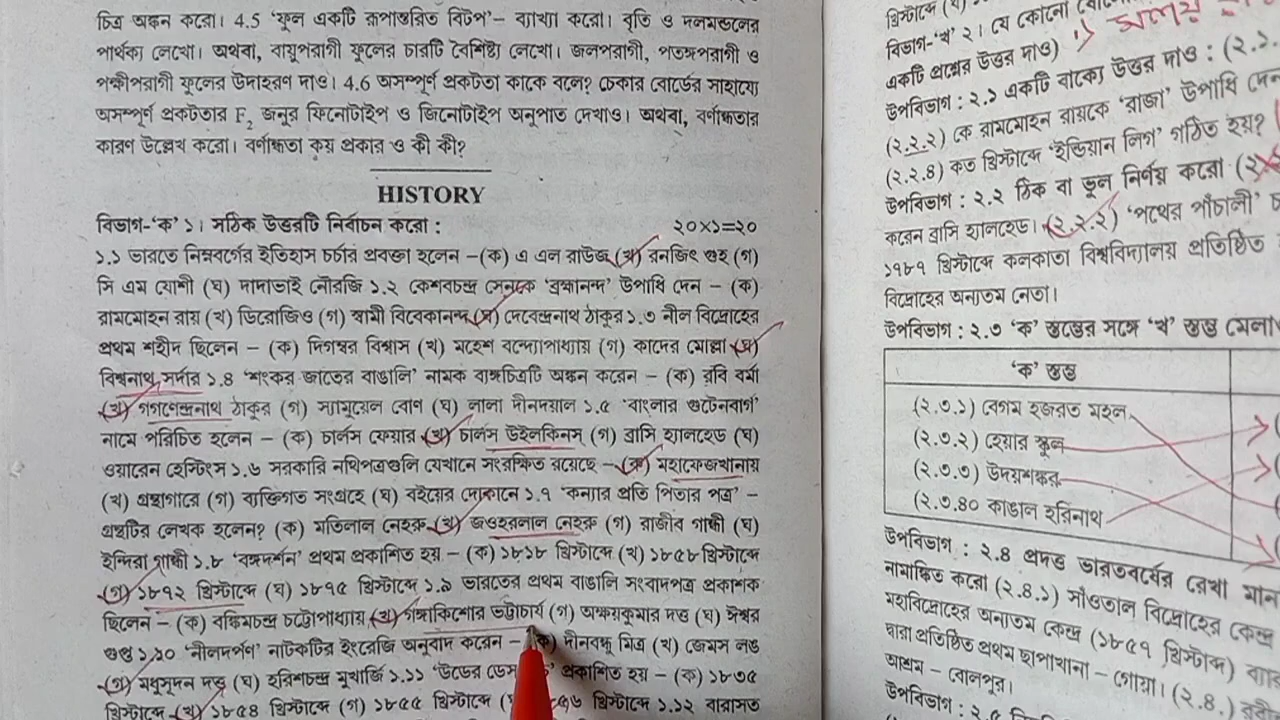 চিত্র অঙ্কন করো। 4.5 ‘ফুল একটি রূপান্তরিত বিটপ’– ব্যাখ্যা করো। বৃতি ও দলমন্ডলের
পার্থক্য লেখো। অথবা, বায়ুপরাগী ফুলের চারটি বৈশিষ্ট্য লেখো। জলপরাগী, পতঙ্গপরাগী ও
পক্ষীপরাগী ফুলের উদাহরণ দাও। 4.6 অসম্পূর্ণ প্রকটতা কাকে বলে? চেকার বোর্ডের সাহায্যে
অসম্পূর্ণ প্রকটতার F2 জনুর ফিনোটাইপ ও জিনোটাইপ অনুপাত দেখাও। অথবা, বর্ণান্ধতার
কারণ উল্লেখ করো। বর্ণান্ধতা কয় প্রকার ও কী কী?
HISTORY
বিভাগ-‘ক’ ১। সঠিক উত্তরটি নির্বাচন করো : ২০×১=২০
১.১ ভারতে নিম্নবর্গের ইতিহাস চর্চার প্রবক্তা হলেন –(ক) এ এল রাউজ (খ) রনজিৎ গুহ (গ)
সি এম যোশী (ঘ) দাদাভাই নৌরজি ১.২ কেশবচন্দ্র সেনকে ‘ব্রহ্মানন্দ’ উপাধি দেন – (ক)
রামমোহন রায় (খ) ডিরোজিও (গ) স্বামী বিবেকানন্দ (ঘ) দেবেন্দ্রনাথ ঠাকুর ১.৩ নীল বিদ্রোহের
প্রথম শহীদ ছিলেন – (ক) দিগম্বর বিশ্বাস (খ) মহেশ বন্দ্যোপাধ্যায় (গ) কাদের মোল্লা (ঘ)
বিশ্বনাথ সর্দার ১.৪ ‘শংকর জাতের বাঙালি’ নামক ব্যঙ্গচিত্রটি অঙ্কন করেন – (ক) রবি বর্মা
(খ) গগণেন্দ্রনাথ ঠাকুর (গ) স্যামুয়েল বোণ (ঘ) লালা দীনদয়াল ১.৫ ‘বাংলার গুটেনবার্গ’
নামে পরিচিত হলেন – (ক) চার্লস ফেয়ার (খ) চার্লস উইলকিনস্ (গ) ব্রাসি হ্যালহেড (ঘ)
ওয়ারেন হেস্টিংস ১.৬ সরকারি নথিপত্রগুলি যেখানে সংরক্ষিত রয়েছে – (ক) মহাফেজখানায়
(খ) গ্রন্থাগারে (গ) ব্যক্তিগত সংগ্রহে (ঘ) বইয়ের দোকানে ১.৭ ‘কন্যার প্রতি পিতার পত্র’ –
গ্রন্থটির লেখক হলেন? (ক) মতিলাল নেহরু (খ) জওহরলাল নেহরু (গ) রাজীব গান্ধী (ঘ)
ইন্দিরা গান্ধী ১.৮ ‘বঙ্গদর্শন’ প্রথম প্রকাশিত হয় – (ক) ১৮১৮ খ্রিস্টাব্দে (খ) ১৮৫৮ খ্রিস্টাব্দে
(গ) ১৮৭২ খ্রিস্টাব্দে (ঘ) ১৮৭৫ খ্রিস্টাব্দে ১.৯ ভারতের প্রথম বাঙালি সংবাদপত্র প্রকাশক
ছিলেন – (ক) বঙ্কিমচন্দ্র চট্টোপাধ্যায় (খ) গঙ্গাকিশোর ভট্টাচার্য (গ) অক্ষয়কুমার দত্ত (ঘ) ঈশ্বর
গুপ্ত ১.১০ ‘নীলদর্পণ’ নাটকটির ইংরেজি অনুবাদ করেন – (ক) দীনবন্ধু মিত্র (খ) জেমস লঙ
(গ) মধুসূদন দত্ত (ঘ) হরিশচন্দ্র মুখার্জি ১.১১ ‘উডের ডেস প্রকাশিত হয় – (ক) ১৮৩৫
খ্রিস্টাব্দে (খ) ১৮৫৪ খ্রিস্টাব্দে (গ) ১৮৫৫ খ্রিস্টাব্দে ১.১২ বারাসত
বিভাগ-‘খ’ ২। যে কোনো
একটি প্রশ্নের উত্তর দাও)
উপবিভাগ : ২.১ একটি বাক্যে উত্তর দাও : (২.১.
(২.২.২) কে রামমোহন রায়কে ‘রাজা’ উপাধি দেন
(২.২.৪) কত খ্রিস্টাব্দে ‘ইন্ডিয়ান লিগ’ গঠিত হয়?
উপবিভাগ : ২.২ ঠিক বা ভুল নির্ণয় করো (২
করেন ব্রাসি হ্যালহেড। (২.২.২) ‘পথের পাঁচালী’
১৭৮৭ খ্রিস্টাব্দে কলকাতা বিশ্ববিদ্যালয় প্রতিষ্ঠিত
বিদ্রোহের অন্যতম নেতা।
উপবিভাগ : ২.৩ ‘ক’ স্তম্ভের সঙ্গে ‘খ’ স্তম্ভ মেলা
‘ক’ স্তম্ভ
(২.৩.১) বেগম হজরত মহল
(২.৩.২) হেয়ার স্কুল
(২.৩.৩) উদয়শঙ্কর
(২.৩.৪০ কাঙাল হরিনাথ
উপবিভাগ : ২.৪ প্রদত্ত ভারতবর্ষের রেখা মান
নামাঙ্কিত করো (২.৪.১) সাঁওতাল বিদ্রোহের কেন্দ্র
মহাবিদ্রোহের অন্যতম কেন্দ্র (১৮৫৭ খ্রিস্টাব্দ)
দ্বারা প্রতিষ্ঠিত প্রথম ছাপাখানা – গোয়া। (২.৪.)
আশ্রম – বোলপুর।
উপবিভাগ : ২.৫